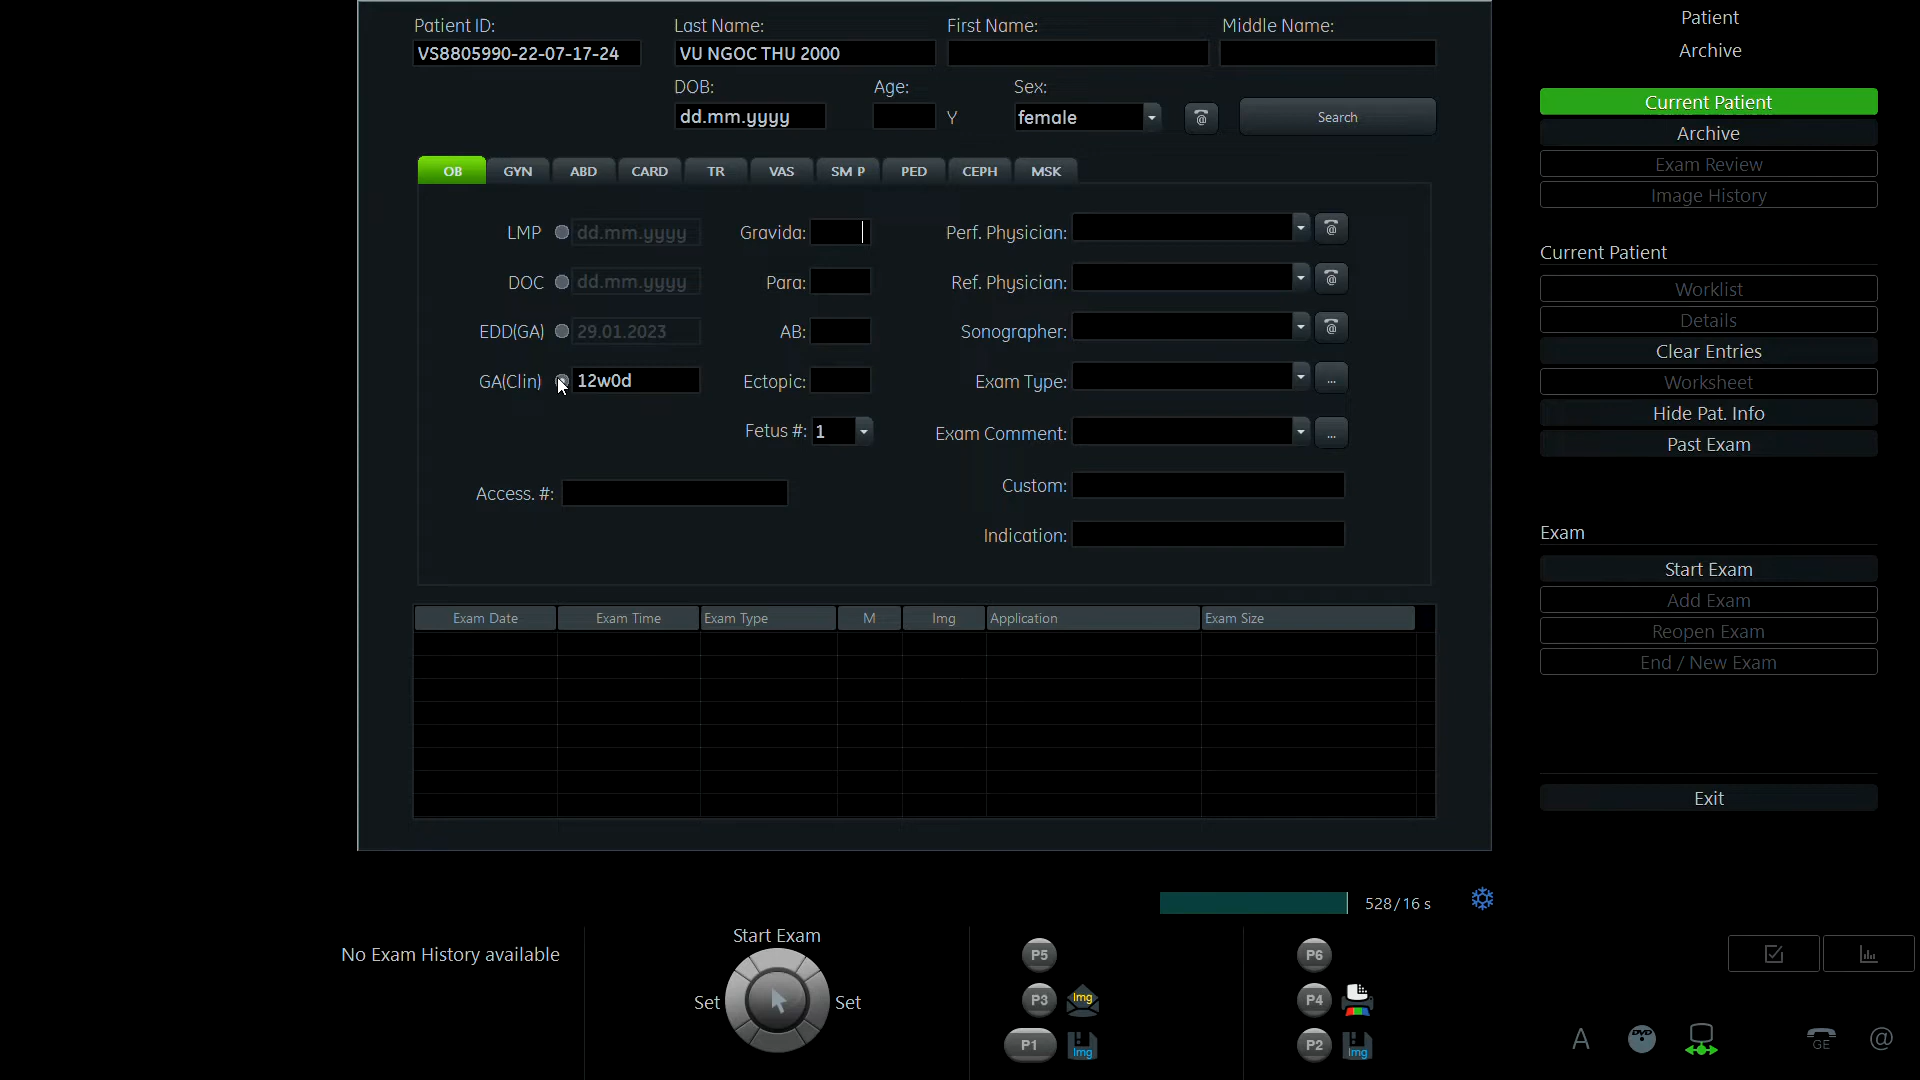 Patient ID: Last Name: First Name: Middle Name:
VS8805990-22-07-17-24 VU NGOC THU 2000
DOB: Age: Sex:
dd.mm.yyyy Y female Search
OB GYN ABD CARD TR VAS SM P PED CEPH MSK
LMP dd.mm.yyyy Gravida: Perf. Physician:
DOC dd.mm.yyyy Para: Ref. Physician:
EDD(GA) 29.01.2023 AB: Sonographer:
GA(Clin) 12w0d Ectopic: Exam Type: ...
Fetus #: 1 Exam Comment: ...
Access. #: Custom:
Indication:
Exam Date Exam Time Exam Type M Img Application Exam Size
528/16 s
No Exam History available
Start Exam
Set Set
P5
P3 Img
P1 Img
P6
P4
P2 Img
Patient
Archive
Current Patient
Archive
Exam Review
Image History
Current Patient
Worklist
Details
Clear Entries
Worksheet
Hide Pat. Info
Past Exam
Exam
Start Exam
Add Exam
Reopen Exam
End / New Exam
Exit
A DVD GE @